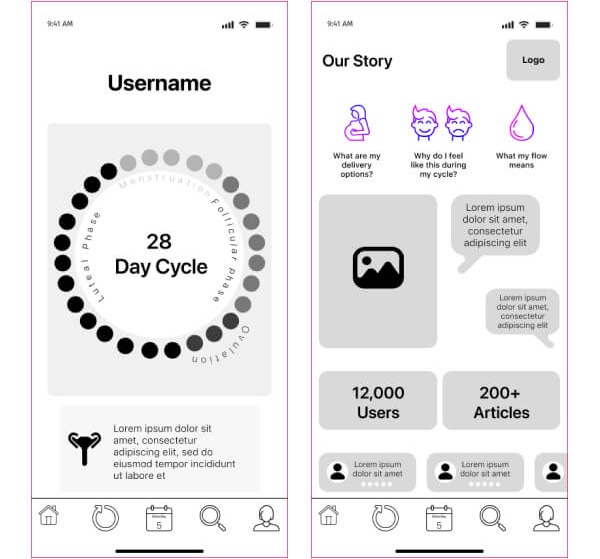 9:41 AM
Username
Menstruation
Follicular phase
Ovulation
Luteal Phase
28
Day Cycle
Lorem ipsum dolor sit
amet, consectetur
adipiscing elit, sed do
eiusmod tempor incididunt
ut labore et
5
9:41 AM
Our Story
Logo
What are my
delivery
options?
Why do I feel
like this during
my cycle?
What my flow
means
Lorem ipsum
dolor sit amet,
consectetur
adipiscing elit
Lorem ipsum
dolor sit amet,
consectetur
adipiscing elit
12,000
Users
200+
Articles
Lorem ipsum
dolor sit amet
Lorem ipsum
dolor sit amet
5